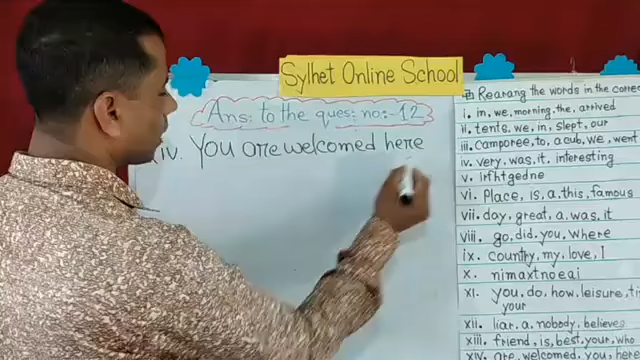 Sylhet Online School
Ans: to the ques: no:-12
iv. You are welcomed here
Rearang the words in the correc
i. in, we, morning, the, arrived
ii. tents, we, in, slept, our
iii. camporee, to, a cub, we, went
iv. very, was, it, interesting
v. irfhtgedne
vi. Place, is, a, this, famous
vii. day, great, a, was, it
viii. go, did, you, where
ix. country, my, love, I
x. nimaxtnoeai
xi. you, do, how, leisure, ti
your
xii. liar, a, nobody, believes
xiii. friend, is, best, your, who
xiv. are, welcomed, you, here